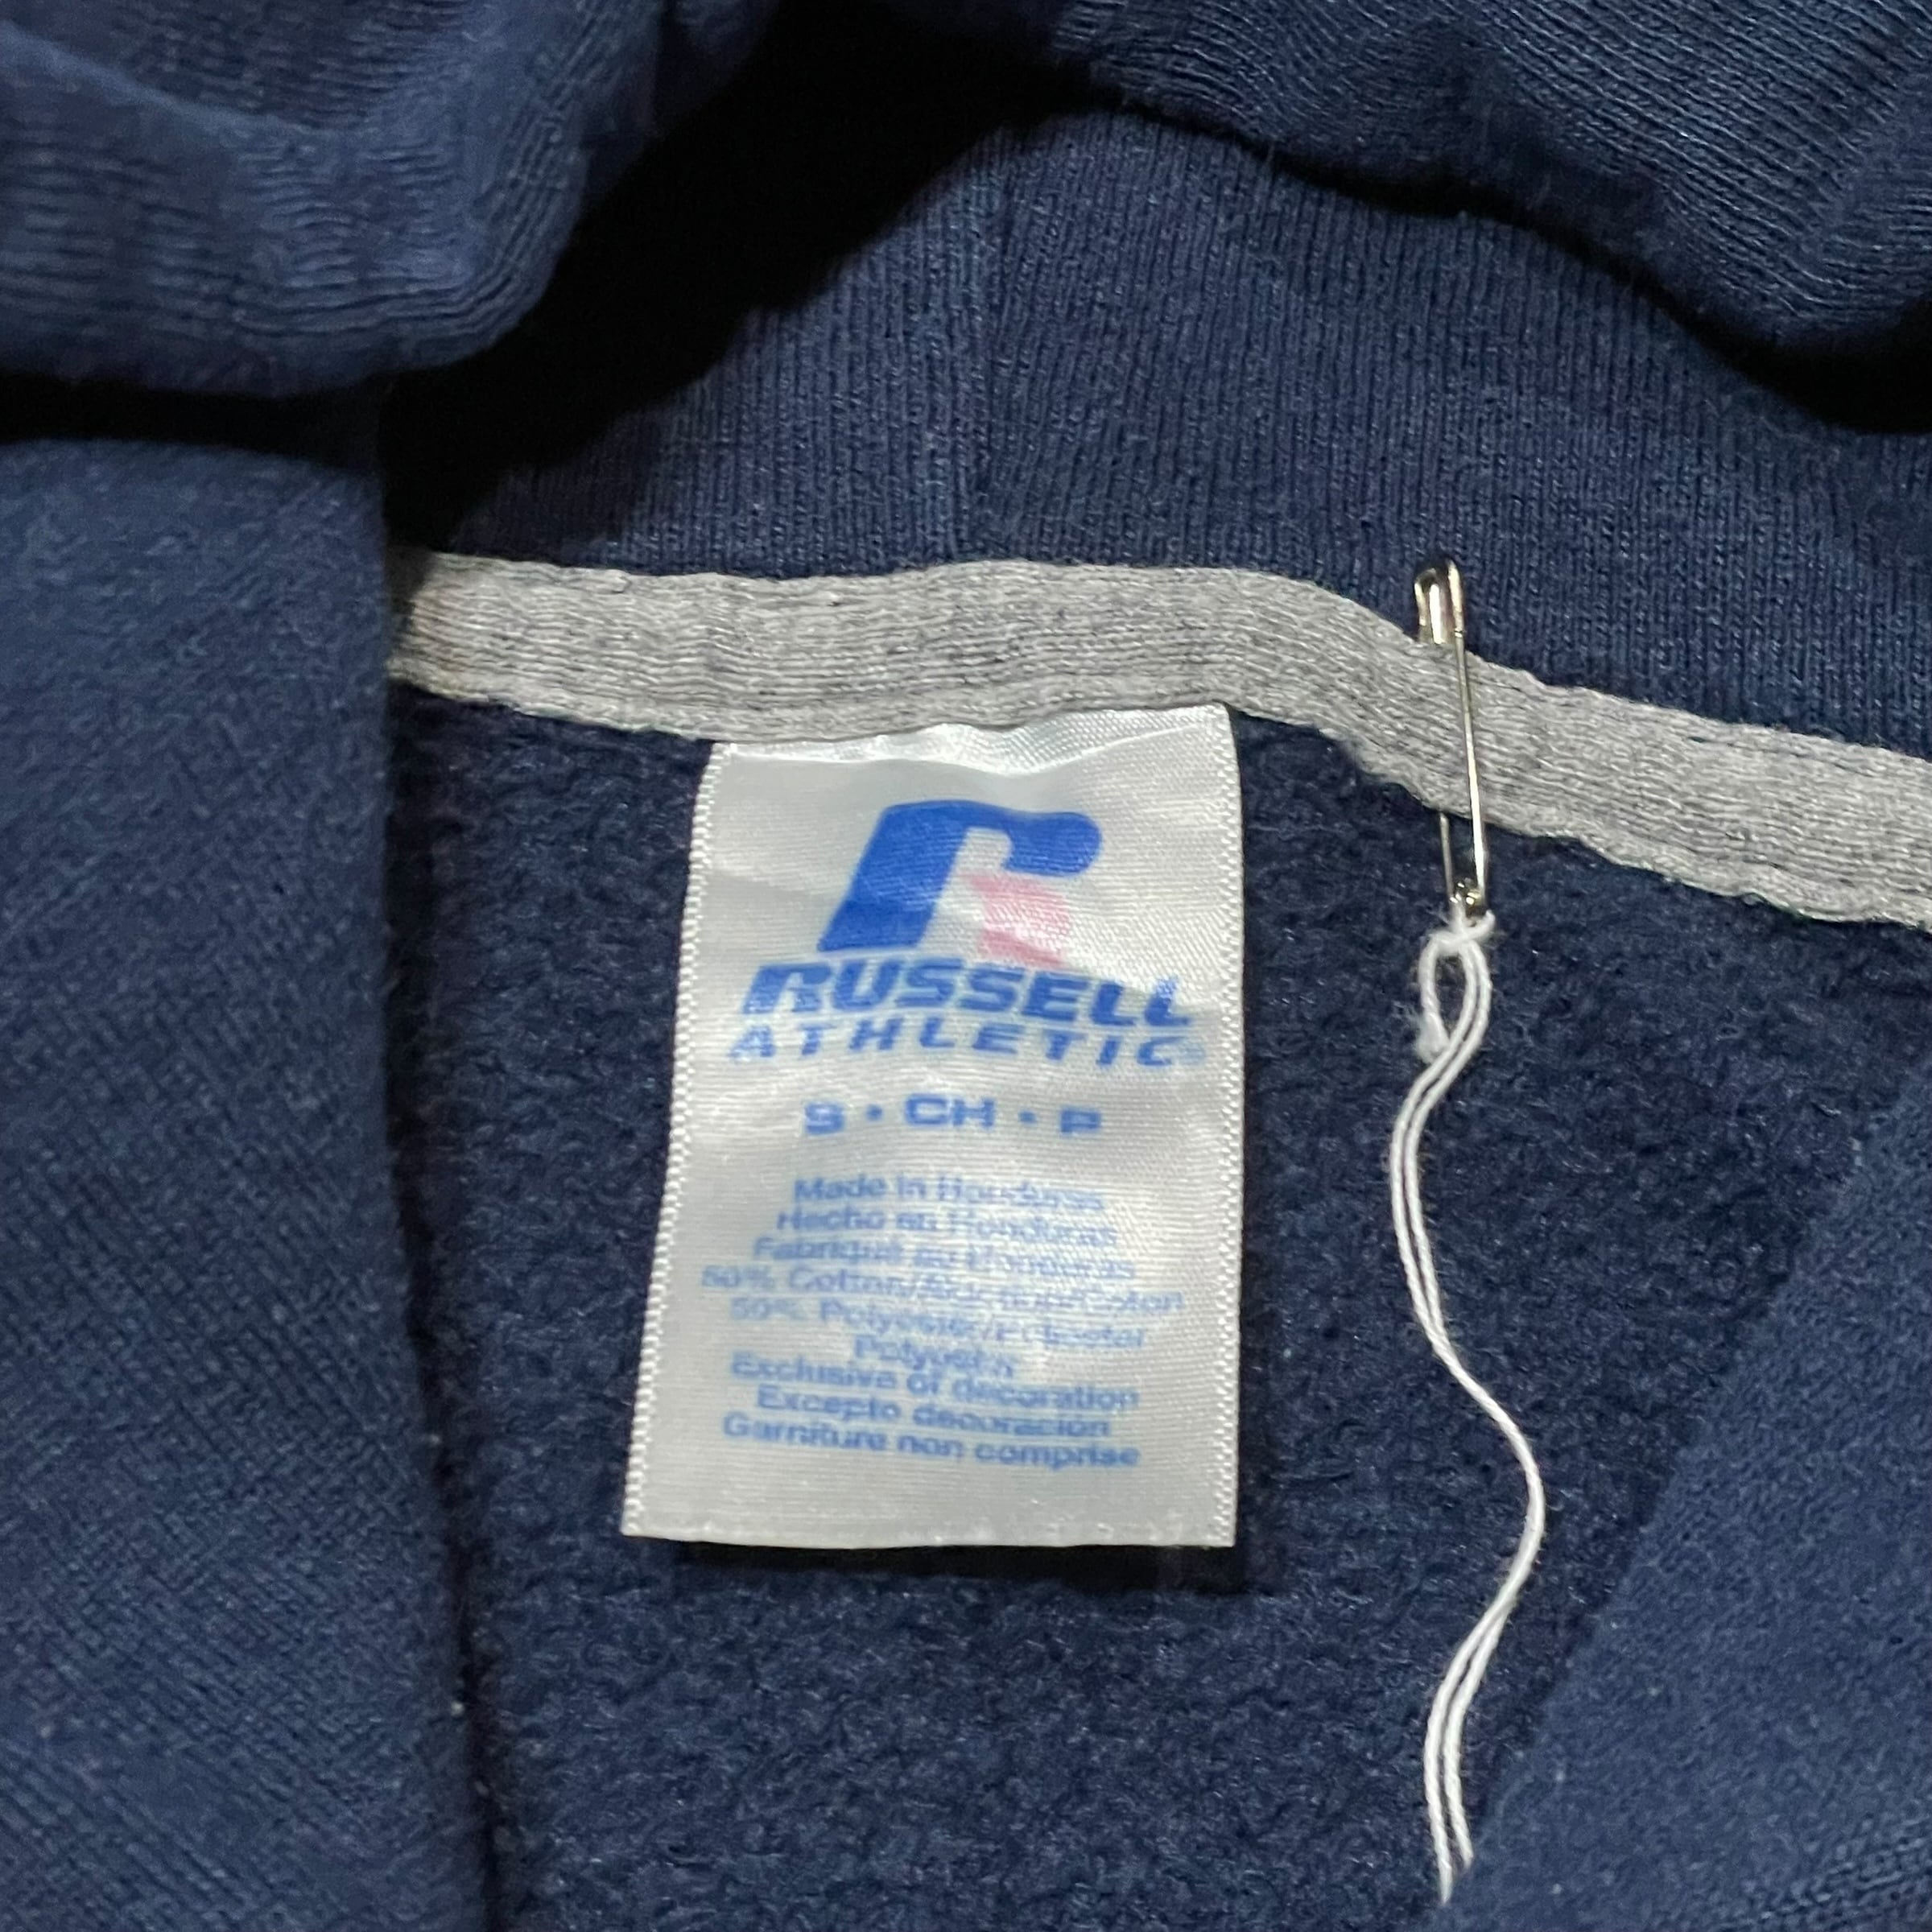 RUSSELL
ATHLETIC
S • CH • P
Made in Honduras
Hecho en Honduras
Fabriqué au Honduras
50% Cotton/Algodón/Coton
50% Polyester/Poliester
Polyester
Exclusive of decoration
Excepto decoración
Garniture non comprise